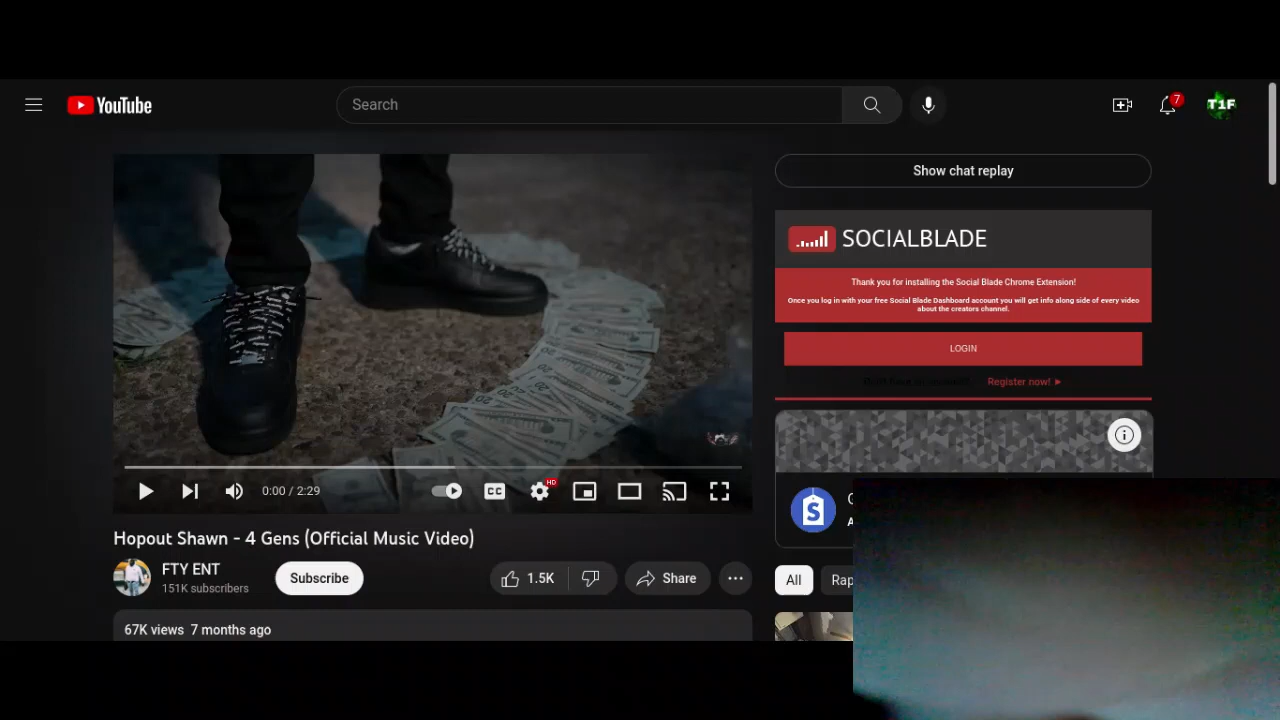 YouTube
Search
7
T1F
Show chat replay
SOCIALBLADE
Thank you for installing the Social Blade Chrome Extension!
Once you log in with your free Social Blade Dashboard account you will get info along side of every video
about the creators channel.
LOGIN
Register now! ►
0:00 / 2:29
CC
HD
S
Hopout Shawn - 4 Gens (Official Music Video)
FTY ENT
151K subscribers
Subscribe
1.5K
Share
All
Rap
67K views 7 months ago